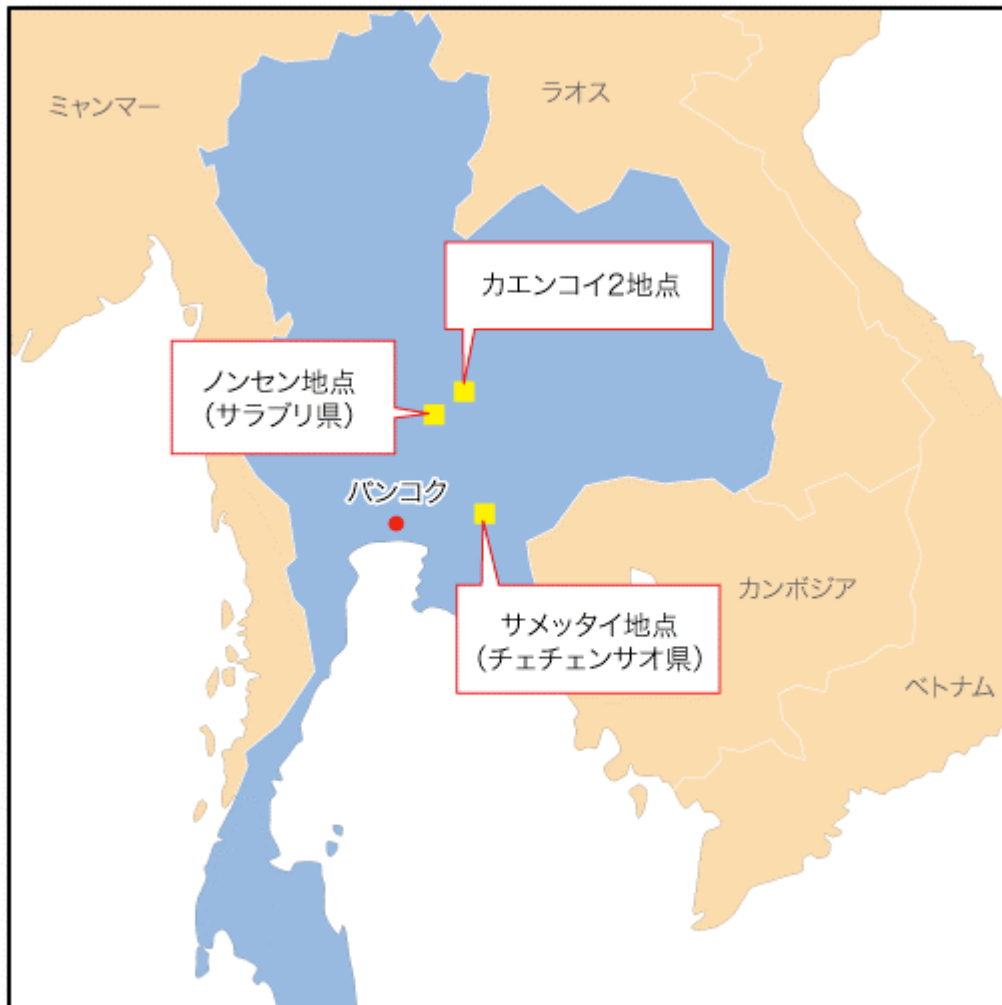 ミャンマー
ラオス
カエンコイ2地点
ノンセン地点
(サラブリ県)
バンコク
サメッタイ地点
(チェチェンサオ県)
カンボジア
ベトナム